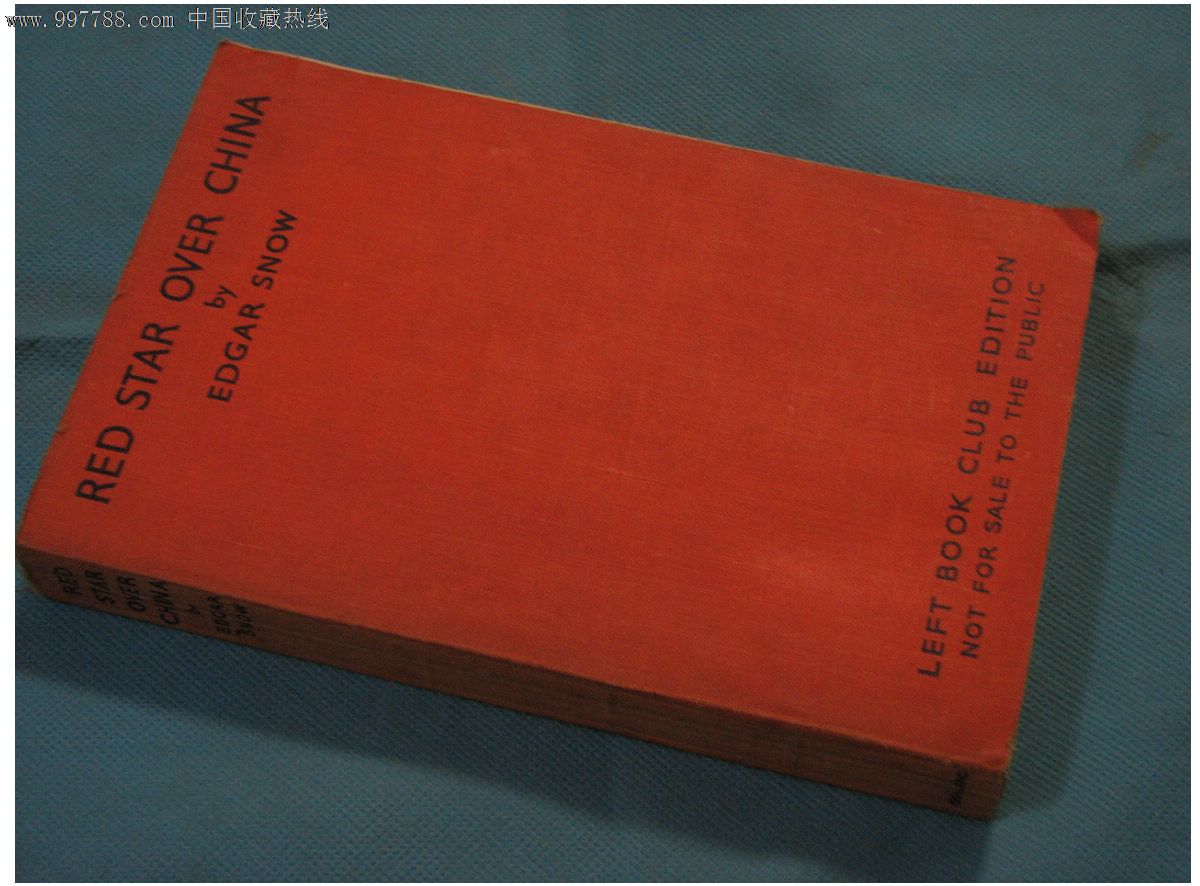 www.997788.com 中国收藏热线
RED STAR OVER CHINA
by
EDGAR SNOW
LEFT BOOK CLUB EDITION
NOT FOR SALE TO THE PUBLIC
RED
STAR
OVER
CHINA
EDGAR
SNOW